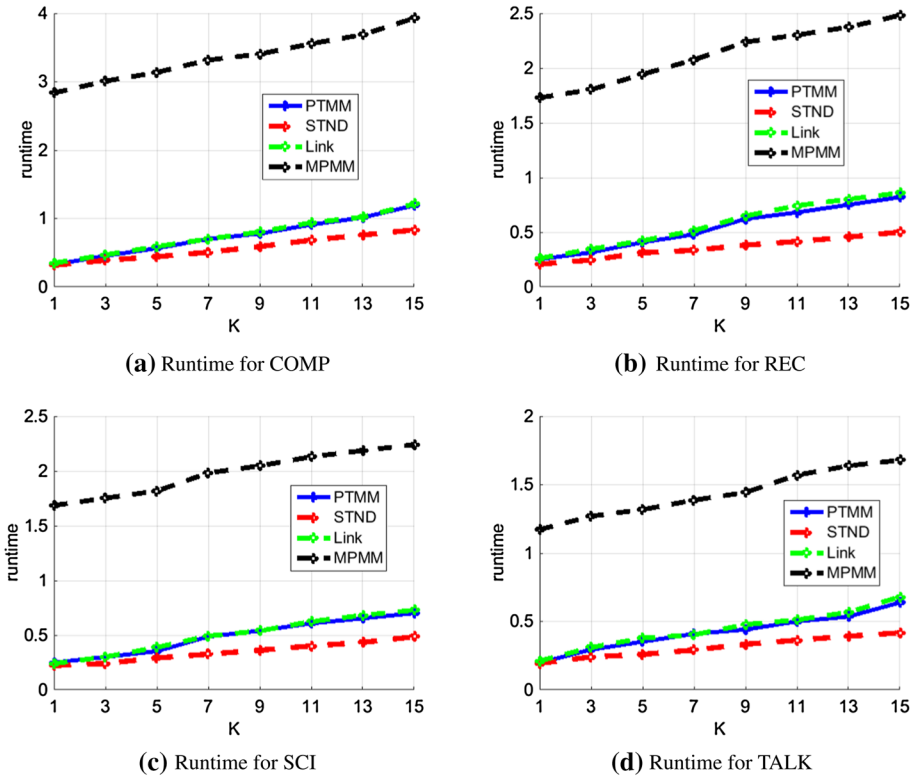 4
3
2
1
0
runtime
PTMM
STND
Link
MPMM
1 3 5 7 9 11 13 15
K
(a) Runtime for COMP
2.5
2
1.5
1
0.5
0
runtime
PTMM
STND
Link
MPMM
1 3 5 7 9 11 13 15
K
(b) Runtime for REC
2.5
2
1.5
1
0.5
0
runtime
PTMM
STND
Link
MPMM
1 3 5 7 9 11 13 15
K
(c) Runtime for SCI
2
1.5
1
0.5
0
runtime
PTMM
STND
Link
MPMM
1 3 5 7 9 11 13 15
K
(d) Runtime for TALK